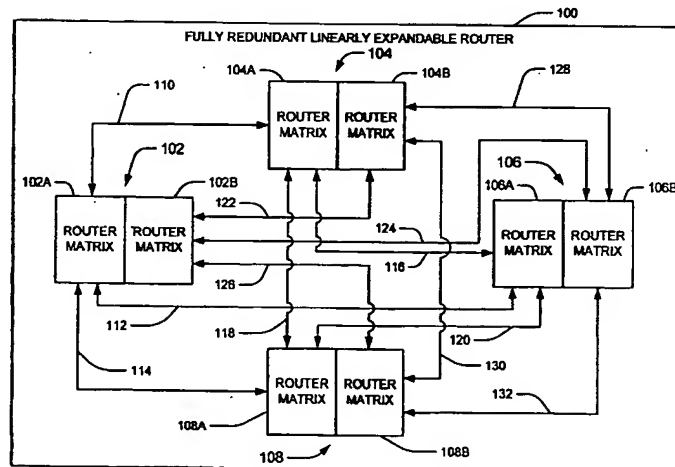 100
FULLY REDUNDANT LINEARLY EXPANDABLE ROUTER
104A
104
104B
128
110
ROUTER MATRIX
ROUTER MATRIX
102
106
102A
102B
106A
106B
122
ROUTER MATRIX
ROUTER MATRIX
124
116
ROUTER MATRIX
ROUTER MATRIX
126
112
118
120
114
130
ROUTER MATRIX
ROUTER MATRIX
132
108A
108
108B